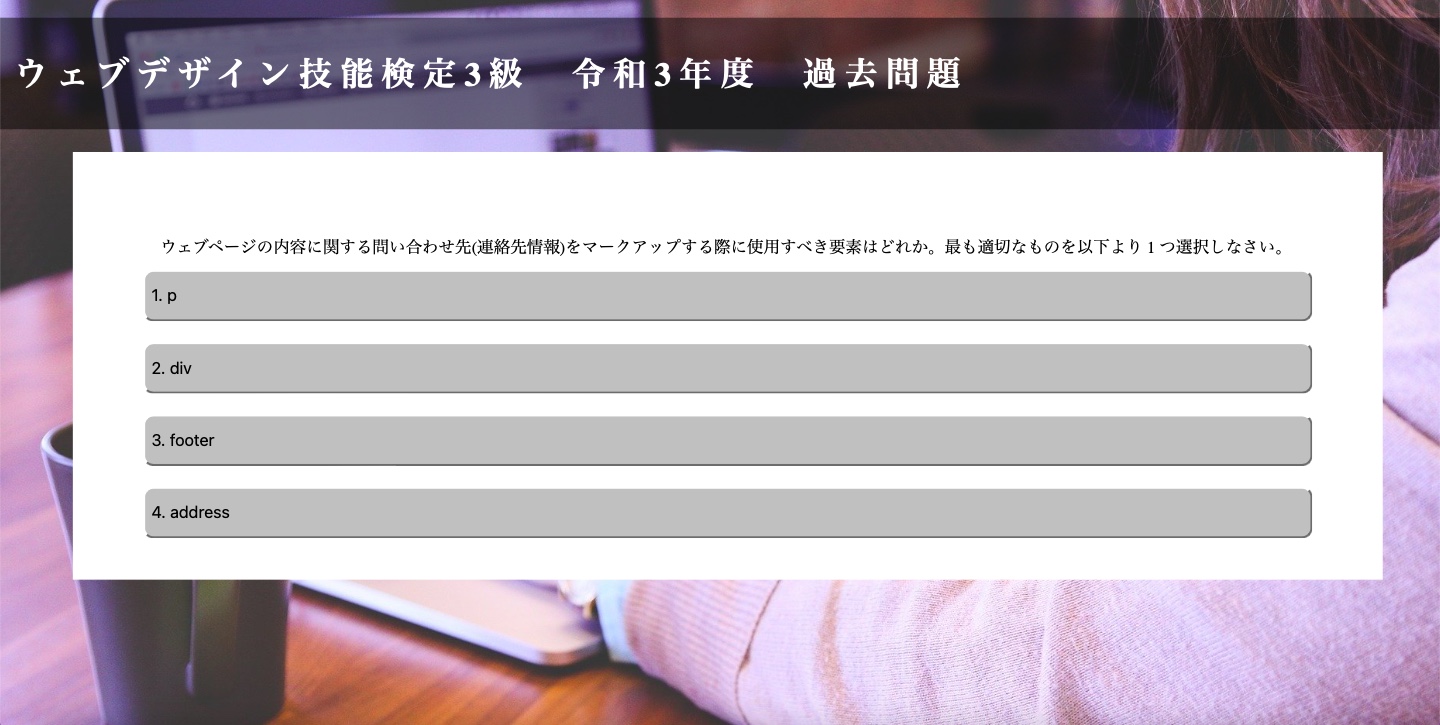 ウェブデザイン技能検定3級　令和3年度　過去問題
ウェブページの内容に関する問い合わせ先(連絡先情報)をマークアップする際に使用すべき要素はどれか。最も適切なものを以下より１つ選択しなさい。
1. p
2. div
3. footer
4. address